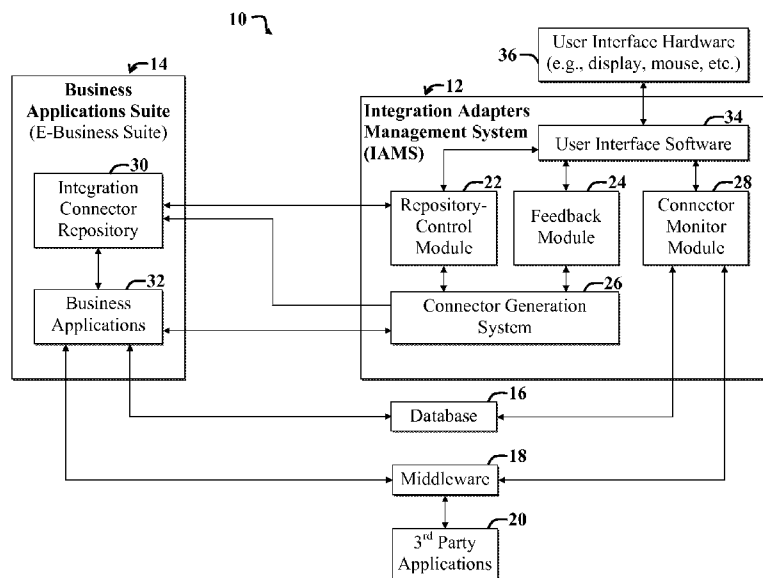 10
User Interface Hardware
(e.g., display, mouse, etc.)
36
14
Business
Applications Suite
(E-Business Suite)
12
Integration Adapters
Management System
(IAMS)
34
User Interface Software
30
Integration
Connector
Repository
22
Repository-
Control
Module
24
Feedback
Module
28
Connector
Monitor
Module
32
Business
Applications
26
Connector Generation
System
16
Database
18
Middleware
20
3rd Party
Applications